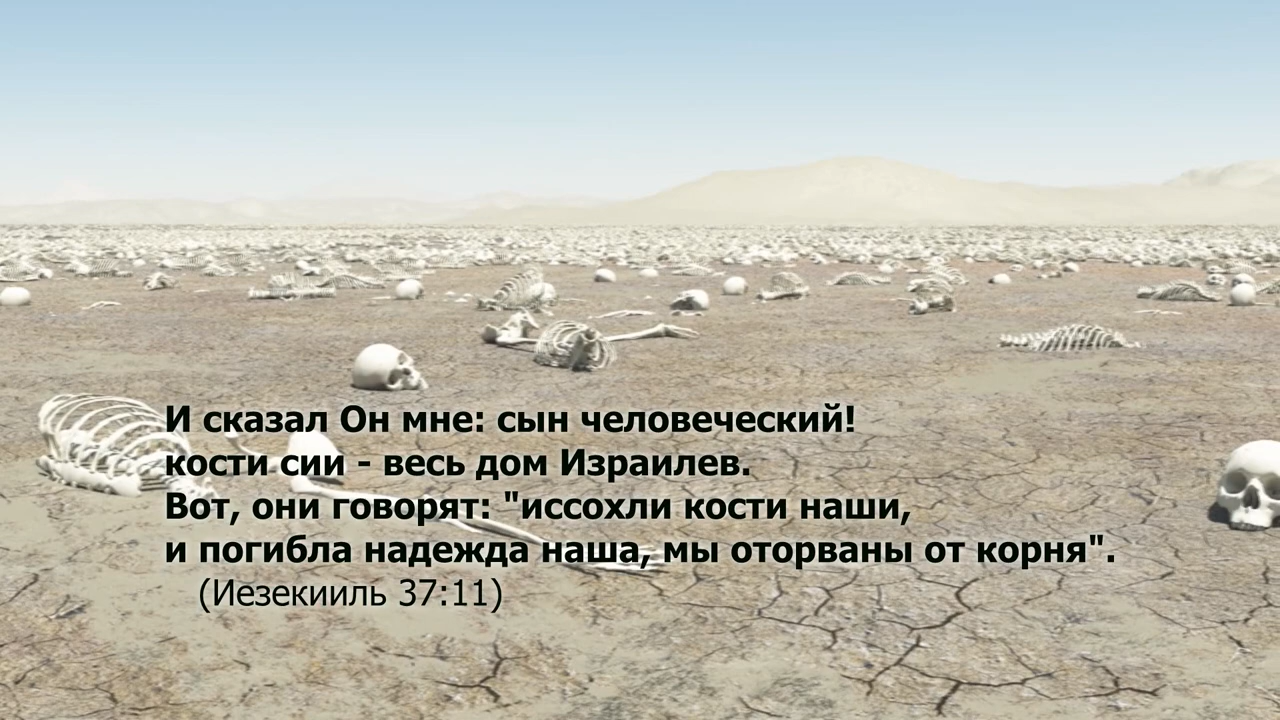 И сказал Он мне: сын человеческий!
кости сии - весь дом Израилев.
Вот, они говорят: "иссохли кости наши,
и погибла надежда наша, мы оторваны от корня".
(Иезекииль 37:11)